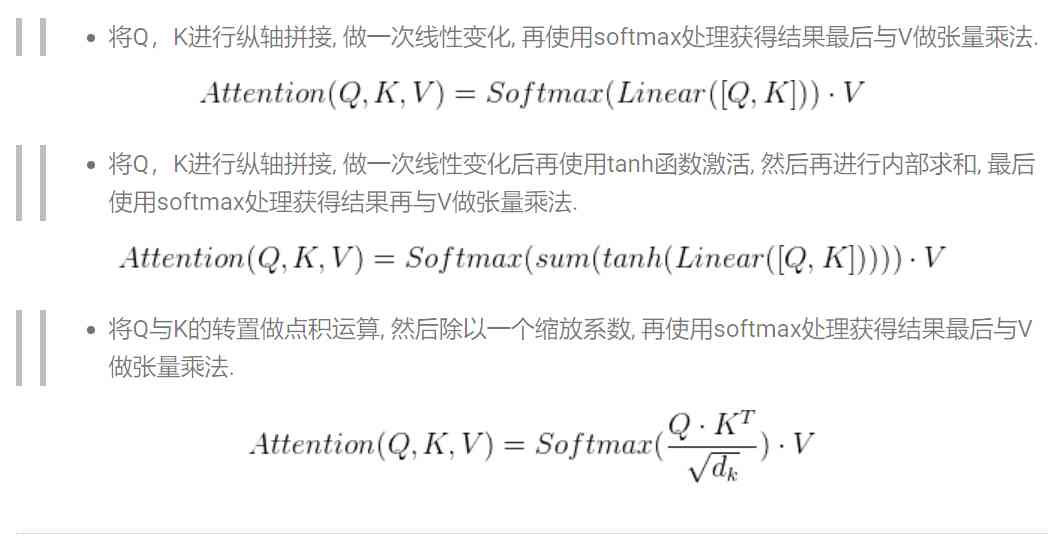 将Q，K进行纵轴拼接, 做一次线性变化, 再使用softmax处理获得结果最后与V做张量乘法.
Attention(Q, K, V) = Softmax(Linear([Q, K])) · V
将Q，K进行纵轴拼接, 做一次线性变化后再使用tanh函数激活, 然后再进行内部求和, 最后
使用softmax处理获得结果再与V做张量乘法.
Attention(Q, K, V) = Softmax(sum(tanh(Linear([Q, K])))) · V
将Q与K的转置做点积运算, 然后除以一个缩放系数, 再使用softmax处理获得结果最后与V
做张量乘法.
Attention(Q, K, V) = Softmax(\frac{Q · K^T}{\sqrt{d_k}}) · V